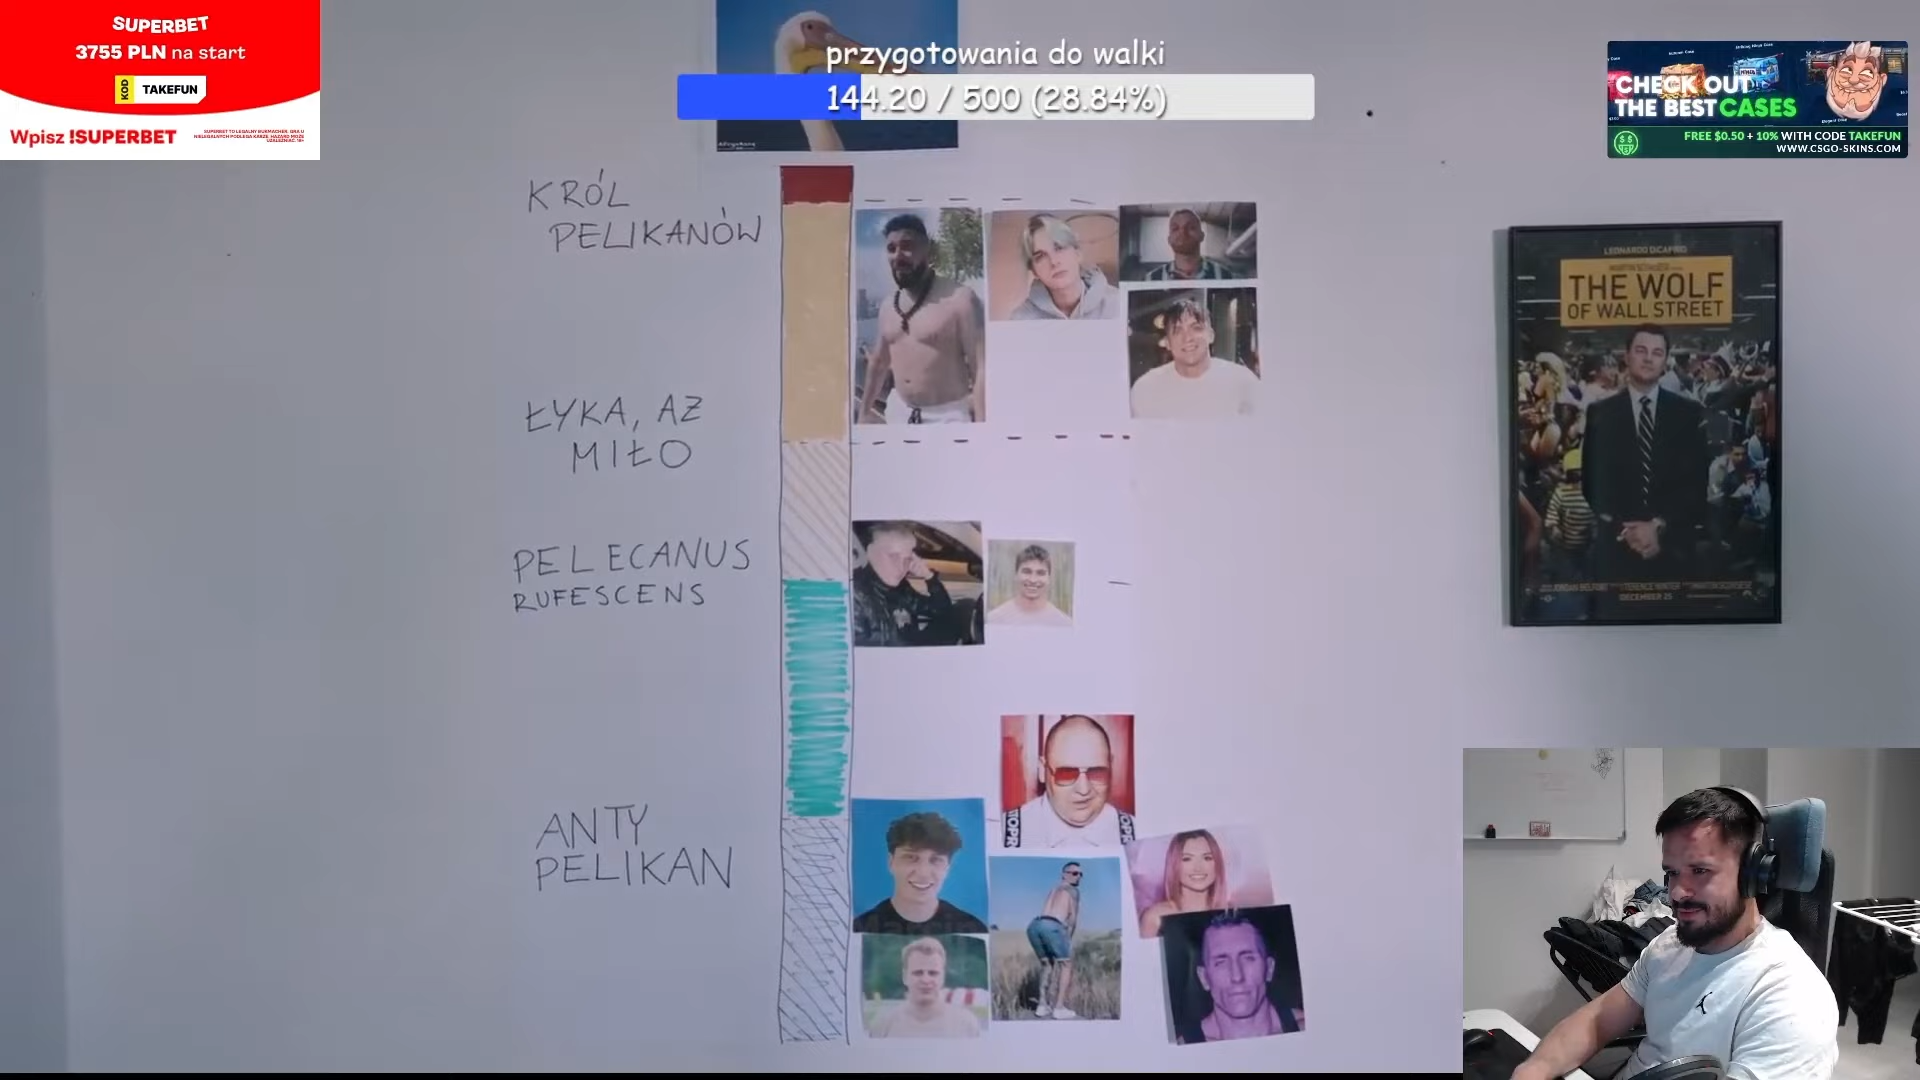 SUPERBET
3755 PLN na start
KOD TAKEFUN
Wpisz !SUPERBET
przygotowania do walki
144.20 / 500 (28.84%)
CHECK OUT
THE BEST CASES
FREE $0.50 + 10% WITH CODE TAKEFUN
WWW.CSGO-SKINS.COM
KRÓL
PELIKANÓW
ŁYKA, AŻ
MIŁO
PELECANUS
RUFESCENS
ANTY
PELIKAN
LEONARDO DICAPRIO
THE WOLF
OF WALL STREET
DECEMBER 25